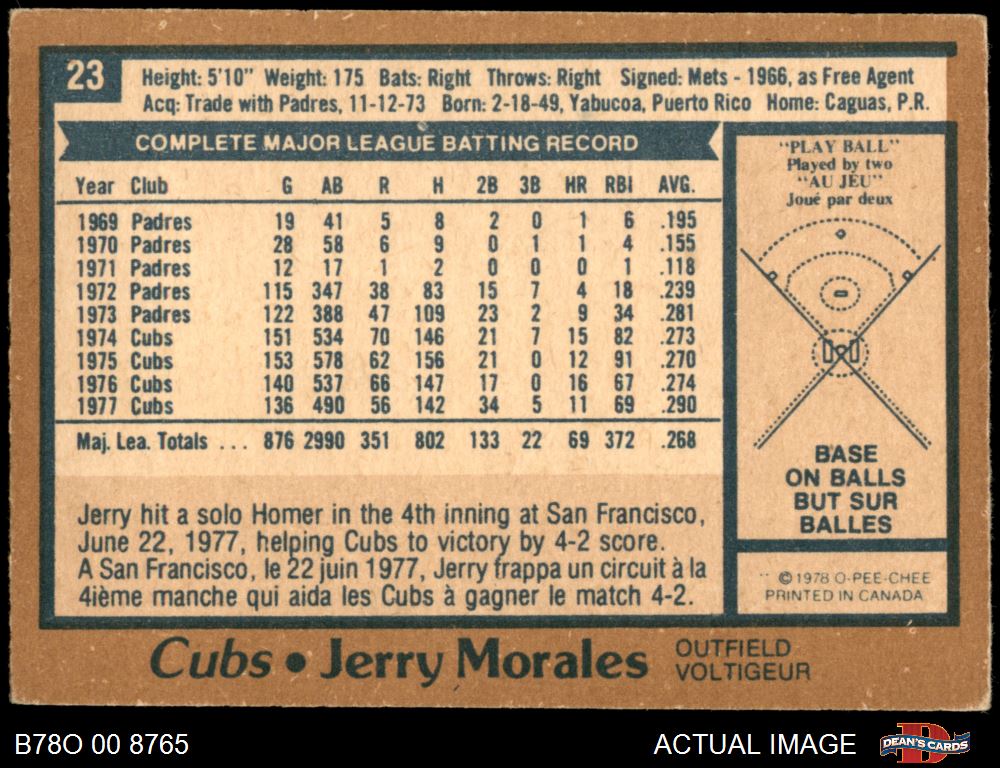 23
Height: 5'10" Weight: 175 Bats: Right Throws: Right Signed: Mets - 1966, as Free Agent
Acq: Trade with Padres, 11-12-73 Born: 2-18-49, Yabucoa, Puerto Rico Home: Caguas, P.R.
COMPLETE MAJOR LEAGUE BATTING RECORD
Year Club G AB R H 2B 3B HR RBI AVG.
1969 Padres 19 41 5 8 2 0 1 6 .195
1970 Padres 28 58 6 9 0 1 1 4 .155
1971 Padres 12 17 1 2 0 0 0 1 .118
1972 Padres 115 347 38 83 15 7 4 18 .239
1973 Padres 122 388 47 109 23 2 9 34 .281
1974 Cubs 151 534 70 146 21 7 15 82 .273
1975 Cubs 153 578 62 156 21 0 12 91 .270
1976 Cubs 140 537 66 147 17 0 16 67 .274
1977 Cubs 136 490 56 142 34 5 11 69 .290
Maj. Lea. Totals ... 876 2990 351 802 133 22 69 372 .268
Jerry hit a solo Homer in the 4th inning at San Francisco,
June 22, 1977, helping Cubs to victory by 4-2 score.
A San Francisco, le 22 juin 1977, Jerry frappa un circuit à la
4ième manche qui aida les Cubs à gagner le match 4-2.
"PLAY BALL"
Played by two
"AU JEU"
Joué par deux
BASE
ON BALLS
BUT SUR
BALLES
©1978 O-PEE-CHEE
PRINTED IN CANADA
Cubs • Jerry Morales
OUTFIELD
VOLTIGEUR
B78O 00 8765
ACTUAL IMAGE
DEAN'S CARDS